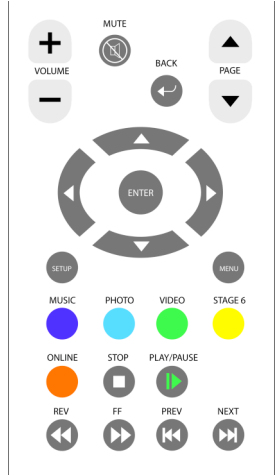 MUTE
BACK
VOLUME
PAGE
ENTER
SETUP
MENU
MUSIC PHOTO VIDEO STAGE 6
ONLINE STOP PLAY/PAUSE
REV FF PREV NEXT